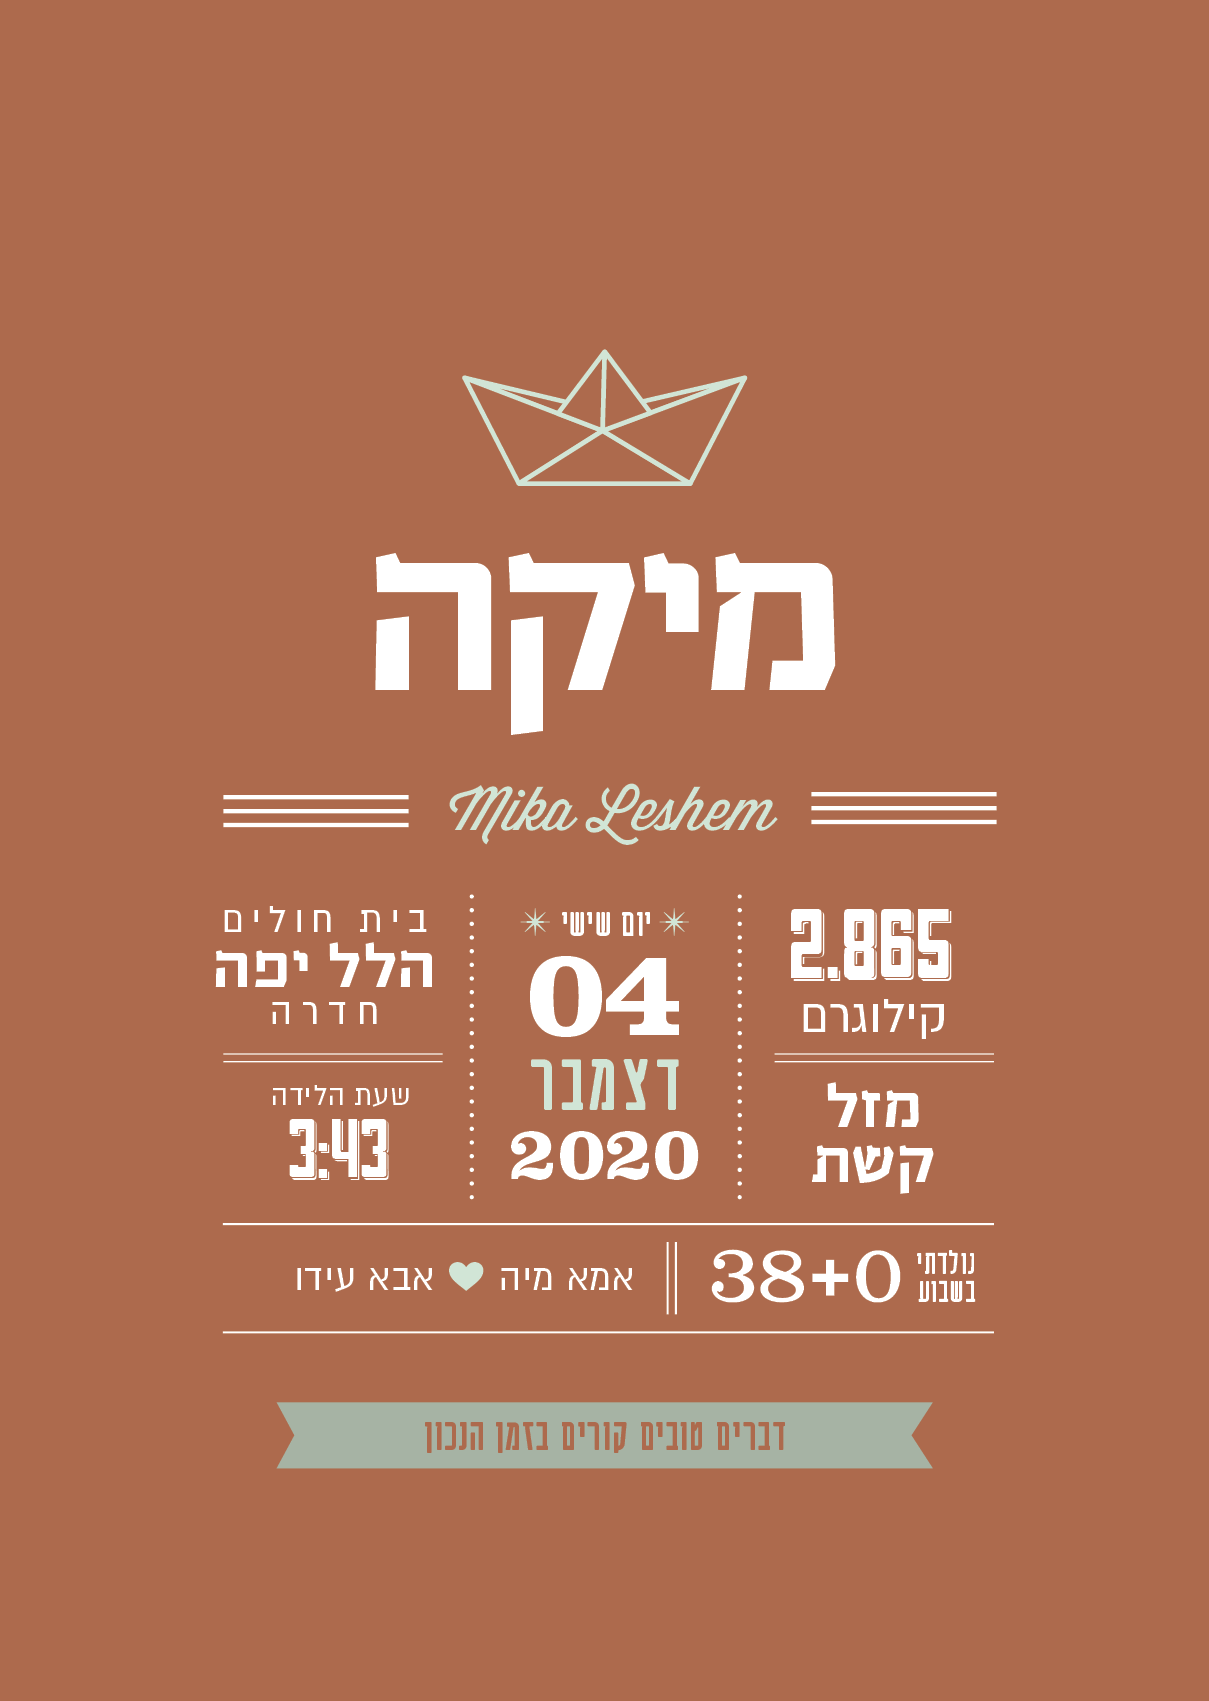 מיקה
Mika Leshem
2.865
קילוגרם
מזל
קשת
יום שישי
04
דצמבר
2020
בית חולים
הלל יפה
חדרה
שעת הלידה
3:43
נולדתי
בשבוע
38+0
אמא מיה אבא עידו
דברים טובים קורים בזמן הנכון